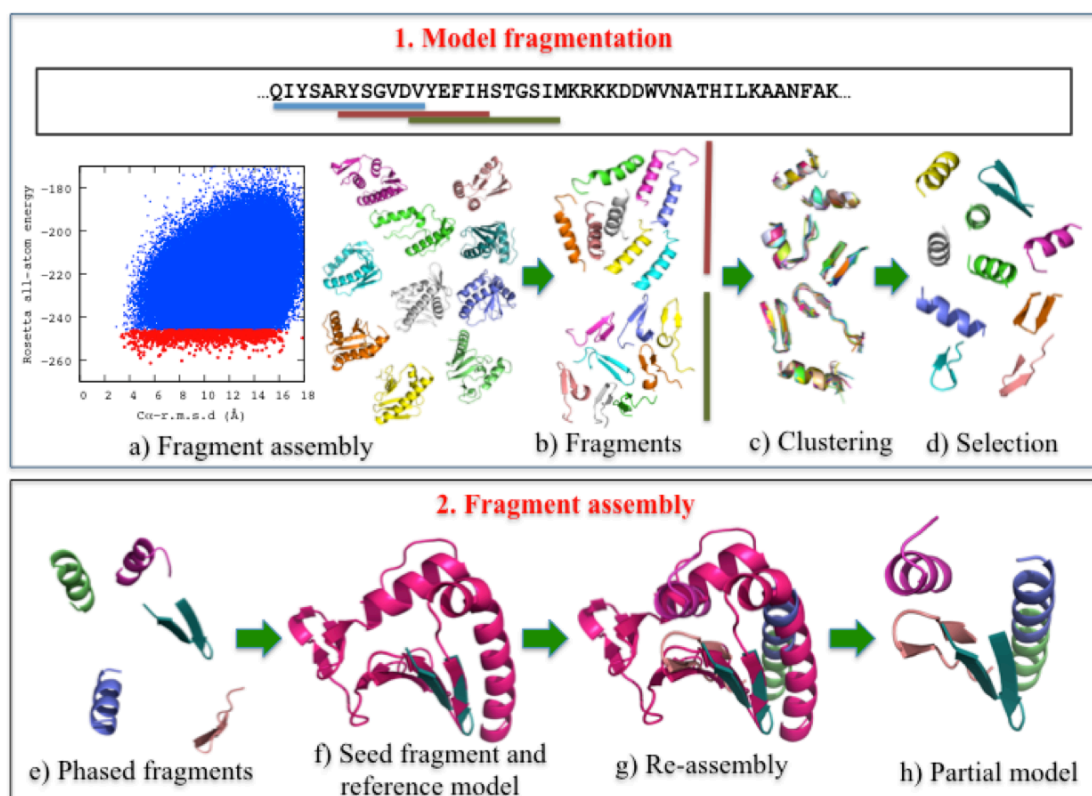 1. Model fragmentation
...QIYSARYSGVDVYEFIHSTGSIMKRKKDDWVNATHILKAANFAK...
Rosetta all-atom energy
-180
-200
-220
-240
-260
0 2 4 6 8 10 12 14 16 18
Cα-r.m.s.d (Å)
a) Fragment assembly
b) Fragments
c) Clustering
d) Selection
2. Fragment assembly
e) Phased fragments
f) Seed fragment and
reference model
g) Re-assembly
h) Partial model